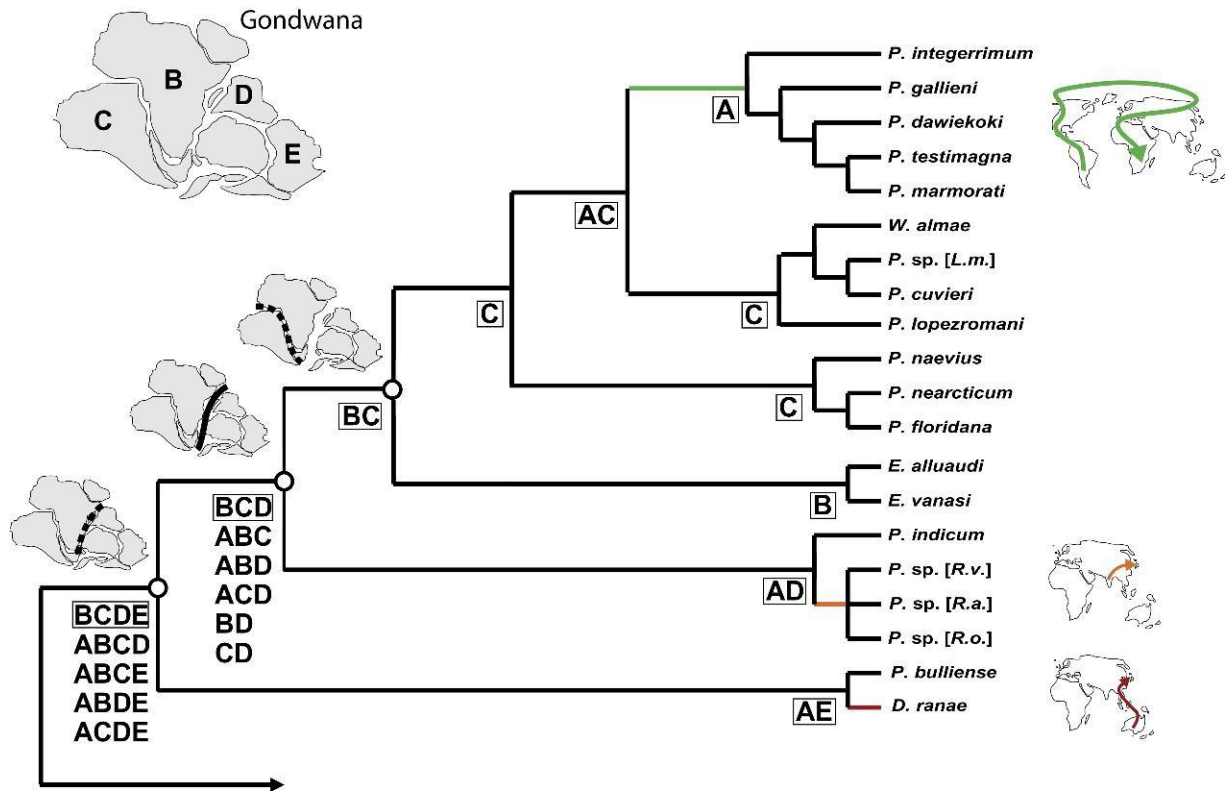 Gondwana
B
D
C
E
P. integerrimum
P. gallieni
A
P. dawiekoki
P. testimagna
P. marmorati
AC
W. almae
P. sp. [L.m.]
P. cuvieri
C
C
P. lopezromani
P. naevius
P. nearcticum
C
BC
P. floridana
E. alluaudi
E. vanasi
B
BCD
ABC
ABD
ACD
BD
CD
P. indicum
P. sp. [R.v.]
AD
P. sp. [R.a.]
P. sp. [R.o.]
BCDE
ABCD
ABCE
ABDE
ACDE
P. bulliense
AE
D. ranae